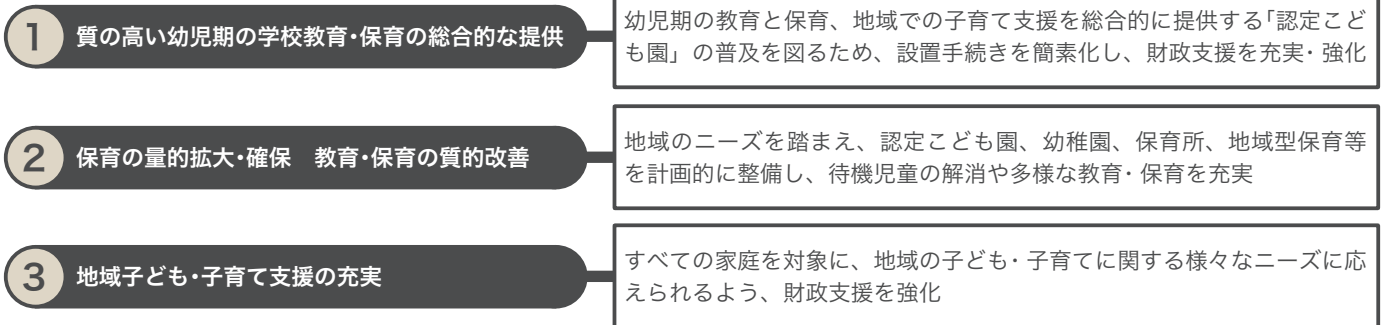 1 質の高い幼児期の学校教育・保育の総合的な提供
幼児期の教育と保育、地域での子育て支援を総合的に提供する「認定こど
も園」の普及を図るため、設置手続きを簡素化し、財政支援を充実・強化
2 保育の量的拡大・確保　教育・保育の質的改善
地域のニーズを踏まえ、認定こども園、幼稚園、保育所、地域型保育等
を計画的に整備し、待機児童の解消や多様な教育・保育を充実
3 地域子ども・子育て支援の充実
すべての家庭を対象に、地域の子ども・子育てに関する様々なニーズに応
えられるよう、財政支援を強化